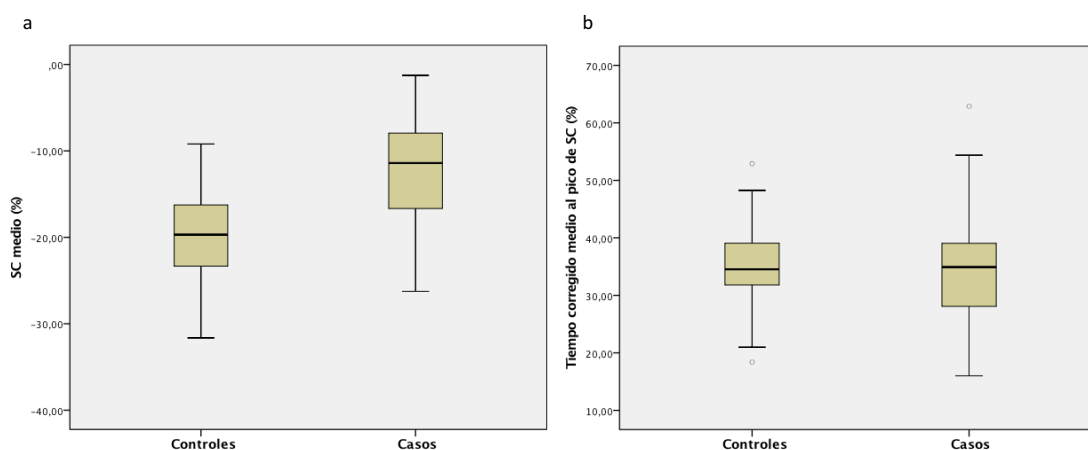 a
SC medio (%)
,00
-10,00
-20,00
-30,00
-40,00
Controles
Casos
b
Tiempo corregido medio al pico de SC (%)
70,00
60,00
50,00
40,00
30,00
20,00
10,00
Controles
Casos